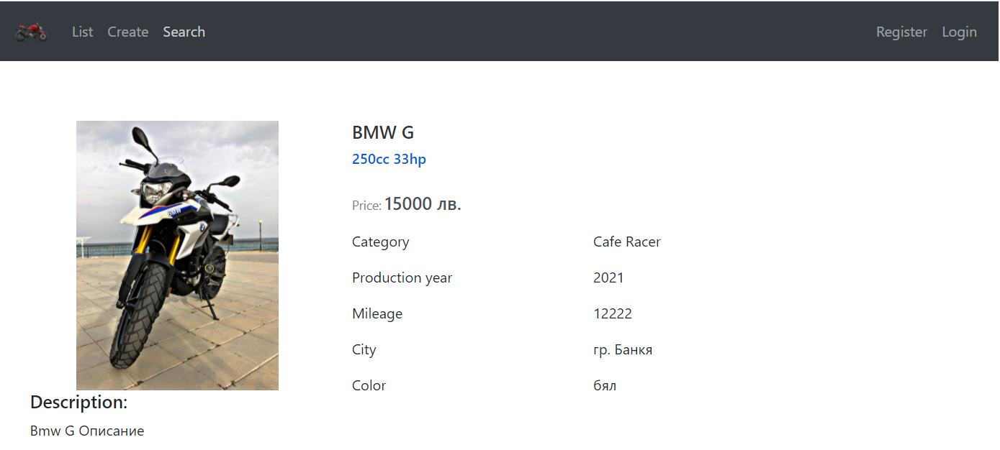 List Create Search Register Login
BMW G
250cc 33hp
Price: 15000 лв.
Category Cafe Racer
Production year 2021
Mileage 12222
City гр. Банкя
Color бял
BMW
Description:
Bmw G Описание